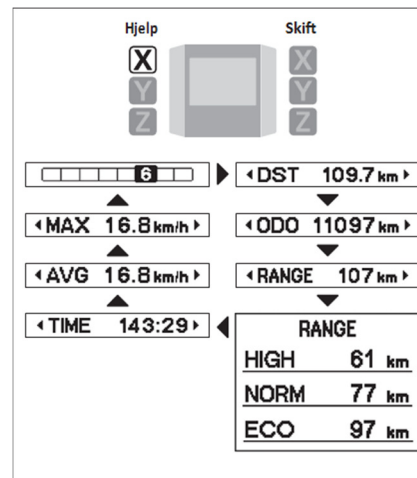 Hjelp Skift
X X
Y Y
Z Z
6 DST 109.7 km
MAX 16.8 km/h ODO 11097 km
AVG 16.8 km/h RANGE 107 km
TIME 143:29 RANGE
HIGH 61 km
NORM 77 km
ECO 97 km